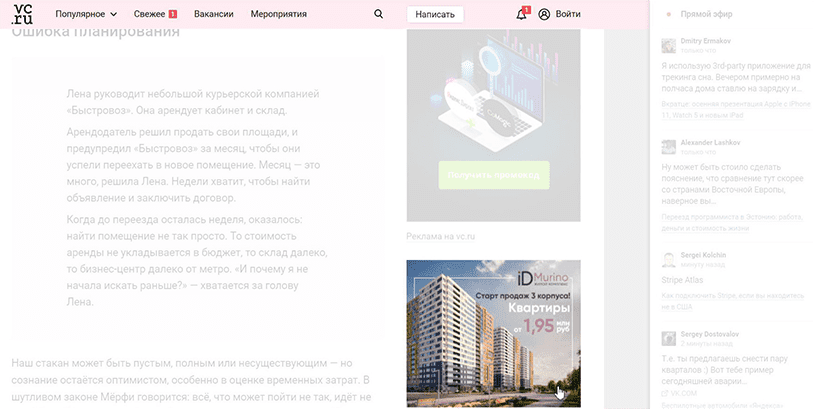 vc.ru
Популярное
Свежее 1
Вакансии
Мероприятия
Написать
1
Войти
Ошибка планирования
Лена руководит небольшой курьерской компанией
«Быстровоз». Она арендует кабинет и склад.
Арендодатель решил продать свои площади, и
предупредил «Быстровоз» за месяц, чтобы они
успели переехать в новое помещение. Месяц — это
много, решила Лена. Недели хватит, чтобы найти
объявление и заключить договор.
Когда до переезда осталась неделя, оказалось:
найти помещение не так просто. То стоимость
аренды не укладывается в бюджет, то склад далеко,
то бизнес-центр далеко от метро. «И почему я не
начала искать раньше?» — хватается за голову
Лена.
Наш стакан может быть пустым, полным или несуществующим — но
сознание остаётся оптимистом, особенно в оценке временных затрат. В
шутливом законе Мёрфи говорится: всё, что может пойти не так, идёт не
Получить промокод
Реклама на vc.ru
iD Murino
Старт продаж 3 корпуса!
Квартиры
от 1,95 млн руб
Прямой эфир
Dmitry Ermakov
только что
Я использую 3rd-party приложение для
трекинга сна. Вечером примерно на
полчаса дома ставлю на зарядку и…
осенняя презентация Apple с iPhone
11, Watch 5 и новым iPad
Alexander Lashkov
только что
Ну может быть стоило сделать
пояснение, что сравнение тут скорее
со странами Восточной Европы,
наверное вы…
Переезд программиста в Эстонию: работа,
деньги и стоимость жизни
Sergei Kolchin
минуту назад
Stripe Atlas
Как подключить Stripe, если вы находитесь
не в США
Sergey Dostovalov
2 минуты назад
Т.е. ты предлагаешь снести пару
кварталов :) Вот тебе пример
сегодняшней аварии…
VK.COM
Беспилотные автомобили «Яндекса»